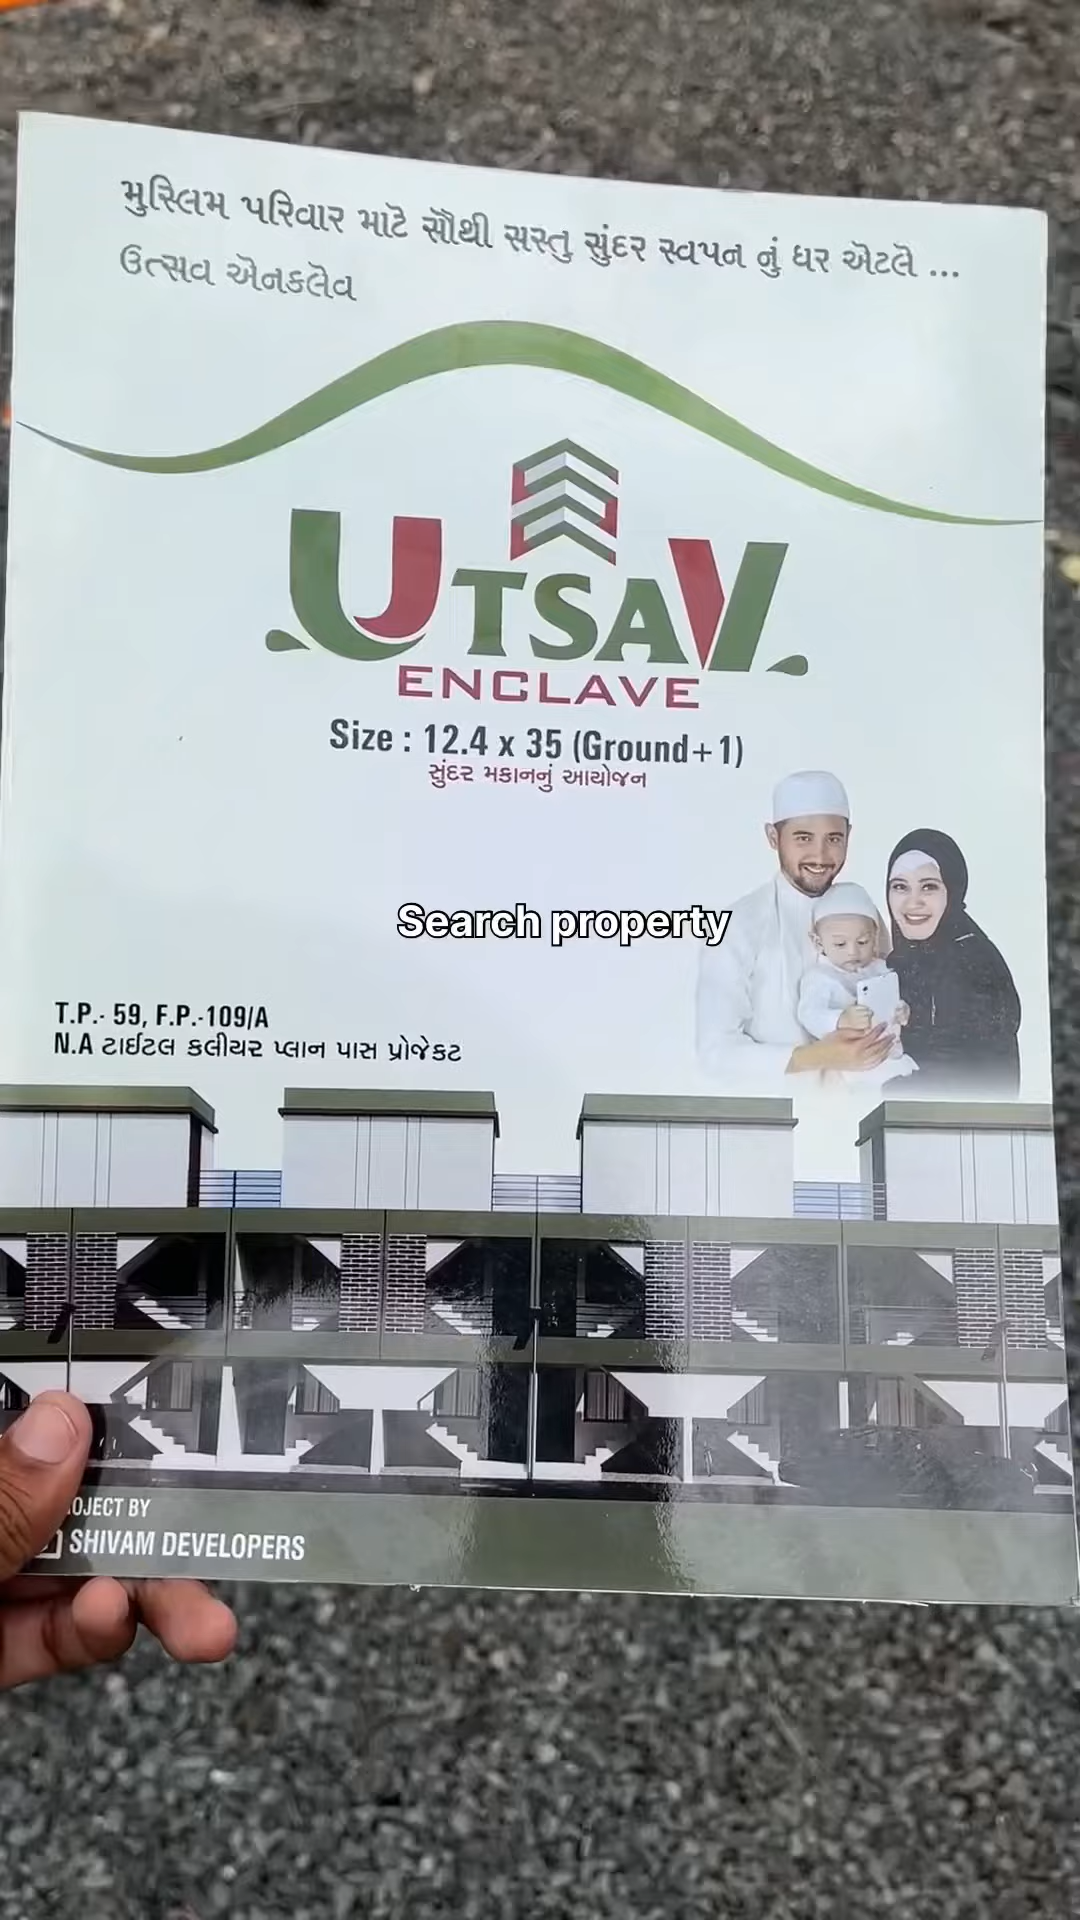 મુસ્લિમ પરિવાર માટે સૌથી સસ્તુ સુંદર સ્વપન નું ઘર એટલે ...
ઉત્સવ એનકલેવ
UTSAV
ENCLAVE
Size : 12.4 x 35 (Ground+1)
સુંદર મકાનનું આયોજન
Search property
T.P.- 59, F.P.-109/A
N.A ટાઈટલ કલીયર પ્લાન પાસ પ્રોજેકટ
OJECT BY
SHIVAM DEVELOPERS